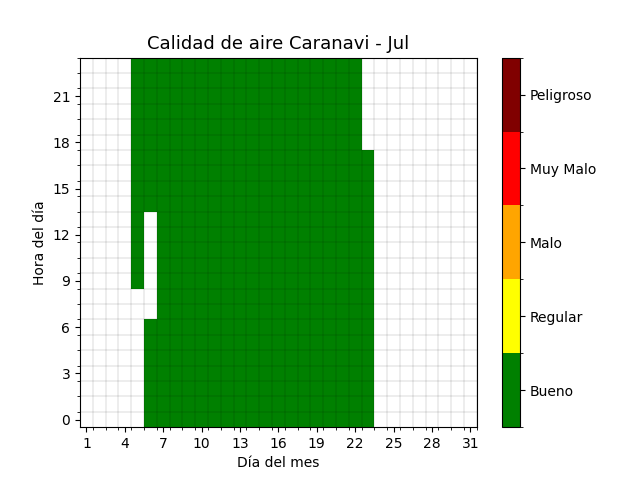 Calidad de aire Caranavi - Jul
Hora del día
21
18
15
12
9
6
3
0
1 4 7 10 13 16 19 22 25 28 31
Día del mes
Peligroso
Muy Malo
Malo
Regular
Bueno